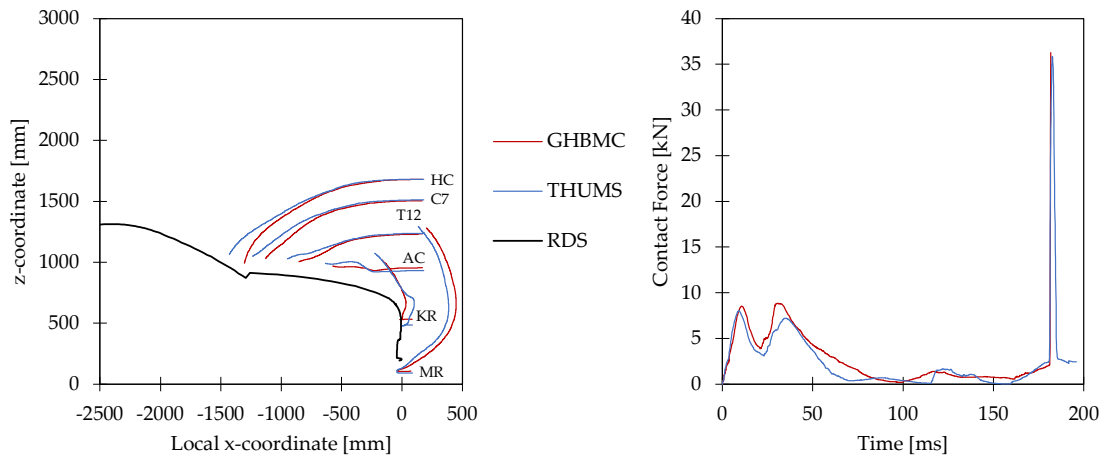 3000
2500
2000
1500
1000
500
0
z-coordinate [mm]
-2500 -2000 -1500 -1000 -500 0 500
Local x-coordinate [mm]
HC
C7
T12
AC
KR
MR
GHBMC
THUMS
RDS
40
35
30
25
20
15
10
5
0
Contact Force [kN]
0 50 100 150 200
Time [ms]